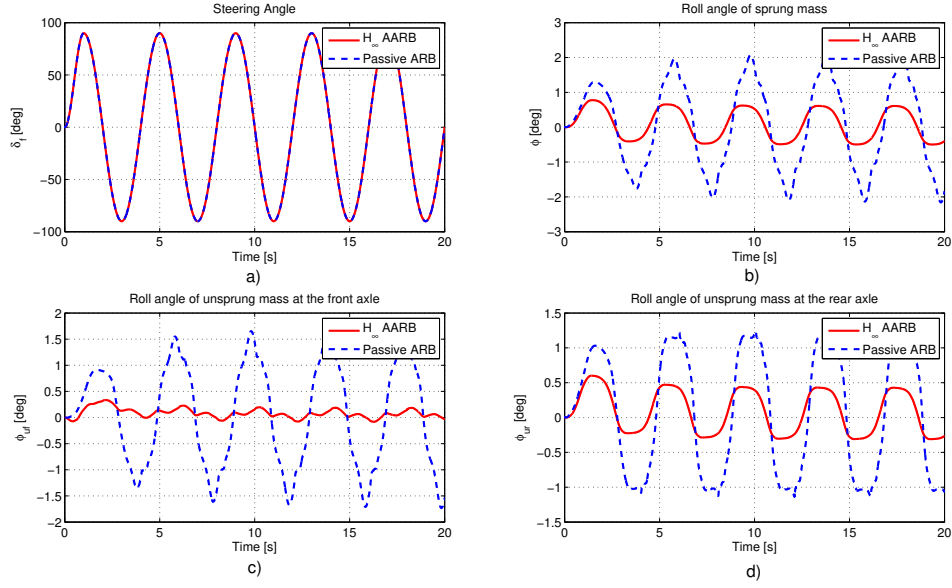 Steering Angle
100
50
0
−50
−100
δf [deg]
H∞ AARB
Passive ARB
0 5 10 15 20
Time [s]
a)
Roll angle of sprung mass
3
2
1
0
−1
−2
−3
ϕ [deg]
H∞ AARB
Passive ARB
0 5 10 15 20
Time [s]
b)
Roll angle of unsprung mass at the front axle
2
1.5
1
0.5
0
−0.5
−1
−1.5
−2
ϕur [deg]
H∞ AARB
Passive ARB
0 5 10 15 20
Time [s]
c)
Roll angle of unsprung mass at the rear axle
1.5
1
0.5
0
−0.5
−1
−1.5
ϕur [deg]
H∞ AARB
Passive ARB
0 5 10 15 20
Time [s]
d)